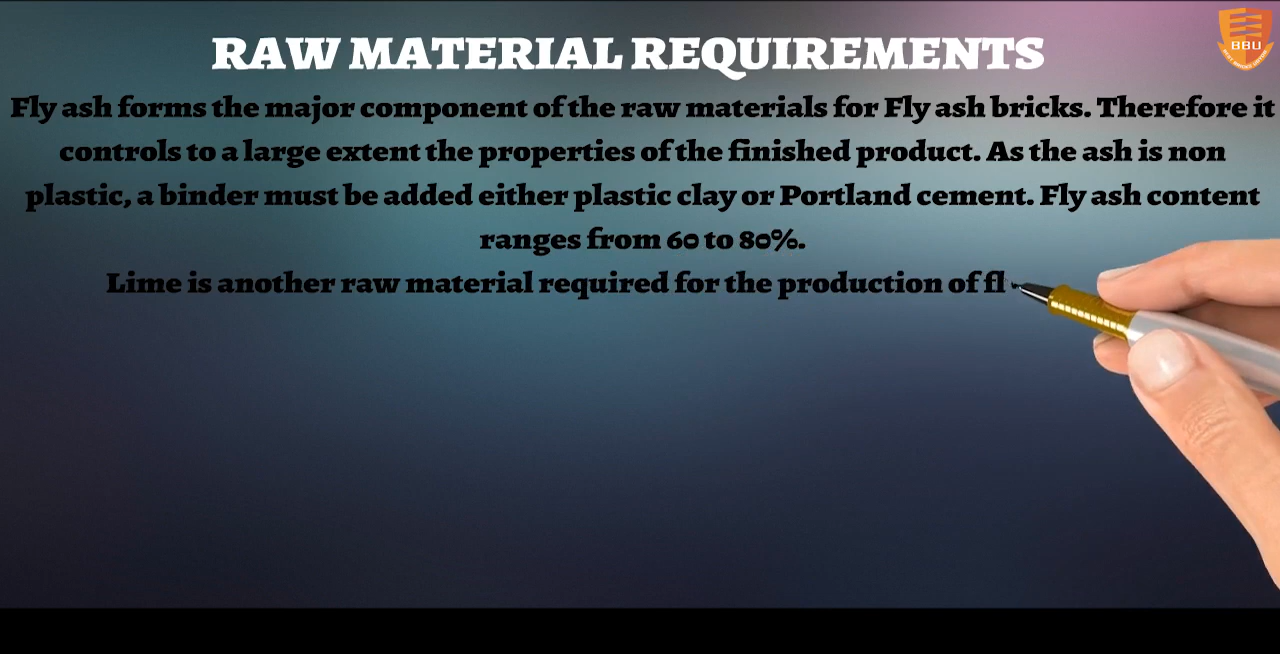 RAW MATERIAL REQUIREMENTS
BBU
Fly ash forms the major component of the raw materials for Fly ash bricks. Therefore it
controls to a large extent the properties of the finished product. As the ash is non
plastic, a binder must be added either plastic clay or Portland cement. Fly ash content
ranges from 60 to 80%.
Lime is another raw material required for the production of fl